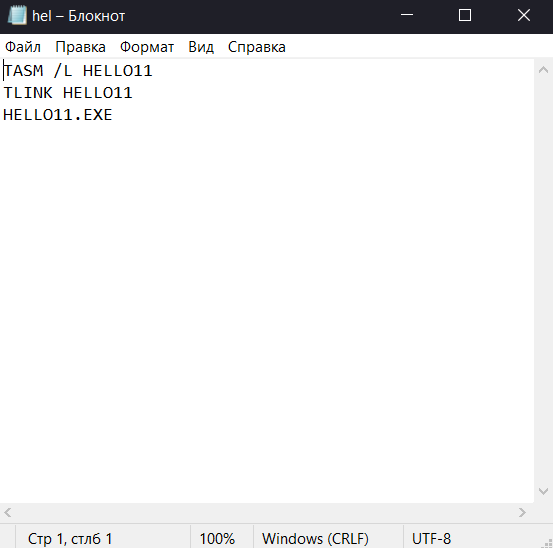 hel – Блокнот
Файл Правка Формат Вид Справка
TASM /L HELLO11
TLINK HELLO11
HELLO11.EXE
Стр 1, стлб 1 100% Windows (CRLF) UTF-8